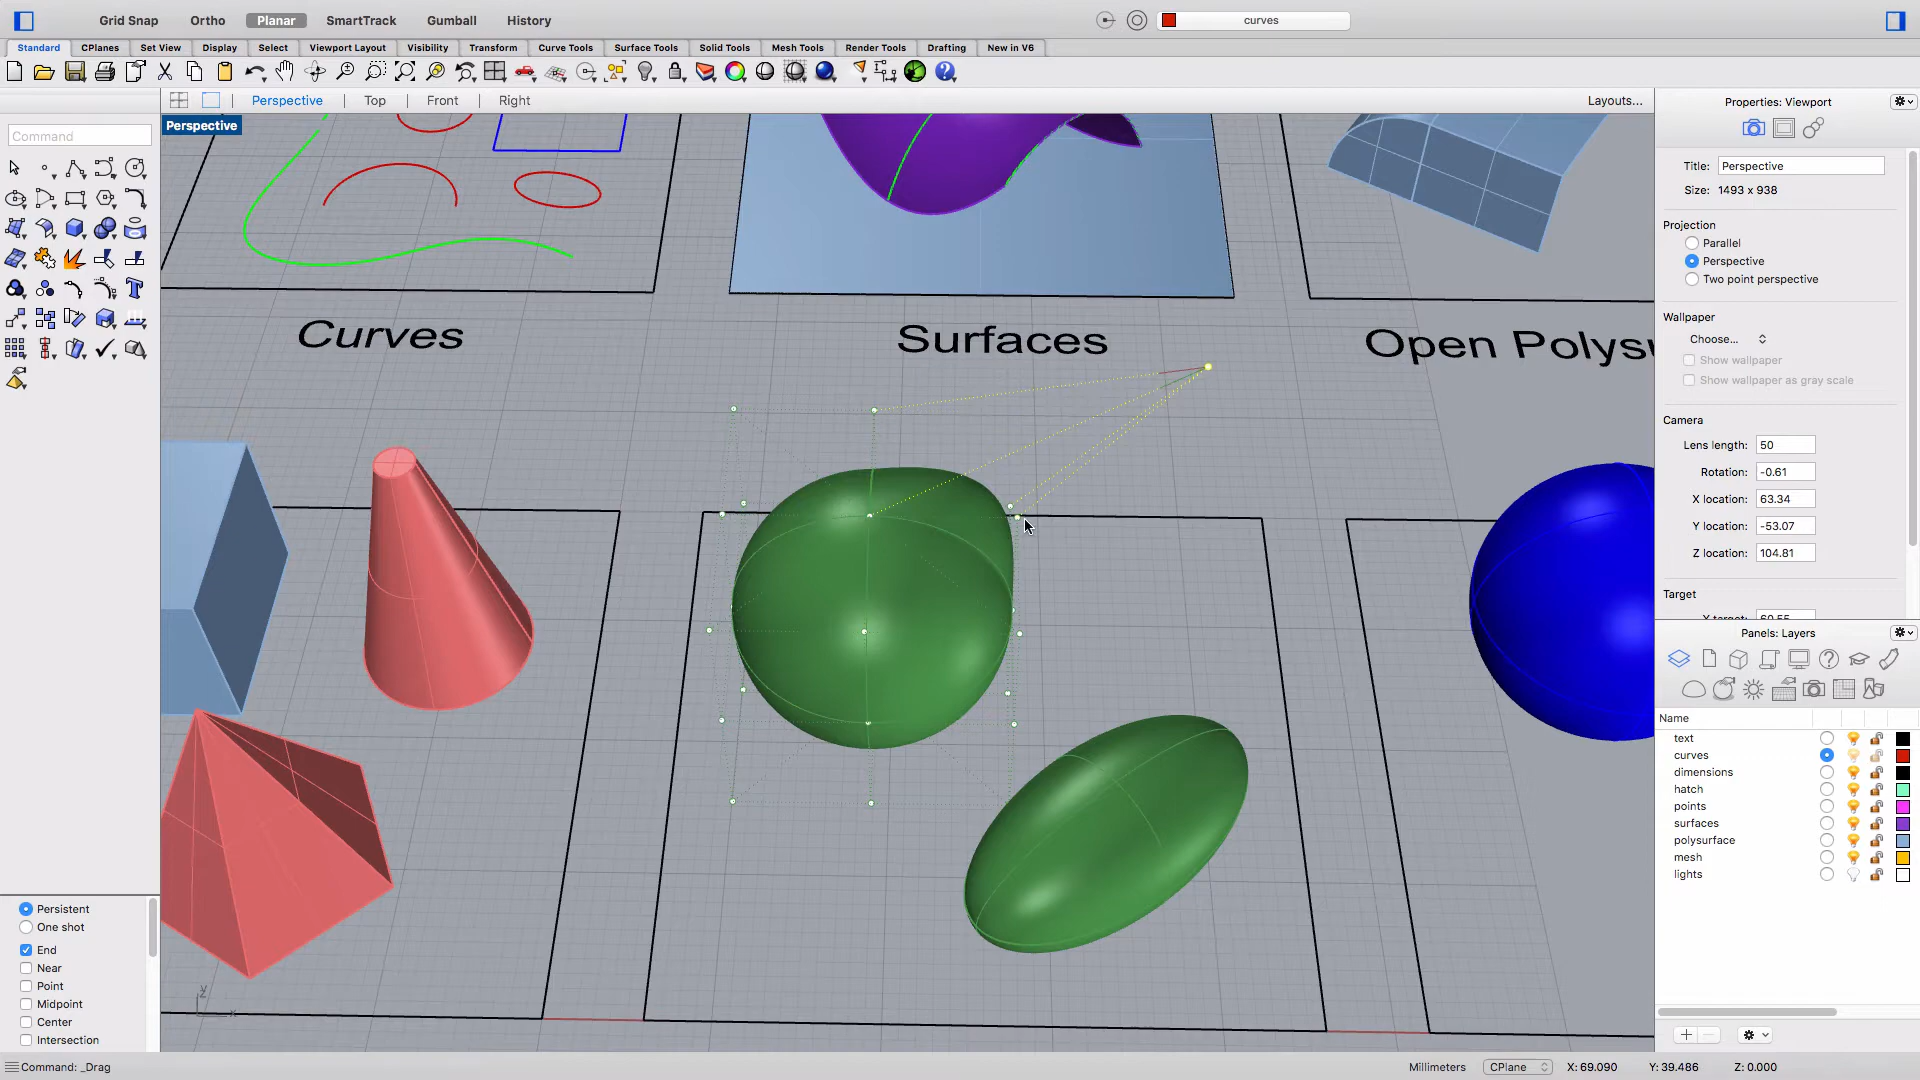 Grid Snap Ortho Planar SmartTrack Gumball History curves
Standard CPlanes Set View Display Select Viewport Layout Visibility Transform Curve Tools Surface Tools Solid Tools Mesh Tools Render Tools Drafting New in V6
Perspective Top Front Right Layouts...
Perspective
Command
Curves
Surfaces
Open Polysu
y
x
Persistent
One shot
End
Near
Point
Midpoint
Center
Intersection
Properties: Viewport
Title: Perspective
Size: 1493 x 938
Projection
Parallel
Perspective
Two point perspective
Wallpaper
Choose...
Show wallpaper
Show wallpaper as gray scale
Camera
Lens length: 50
Rotation: -0.61
X location: 63.34
Y location: -53.07
Z location: 104.81
Target
X target: 60.55
Panels: Layers
Name
text
curves
dimensions
hatch
points
surfaces
polysurface
mesh
lights
Command: _Drag
Millimeters CPlane X: 69.090 Y: 39.486 Z: 0.000